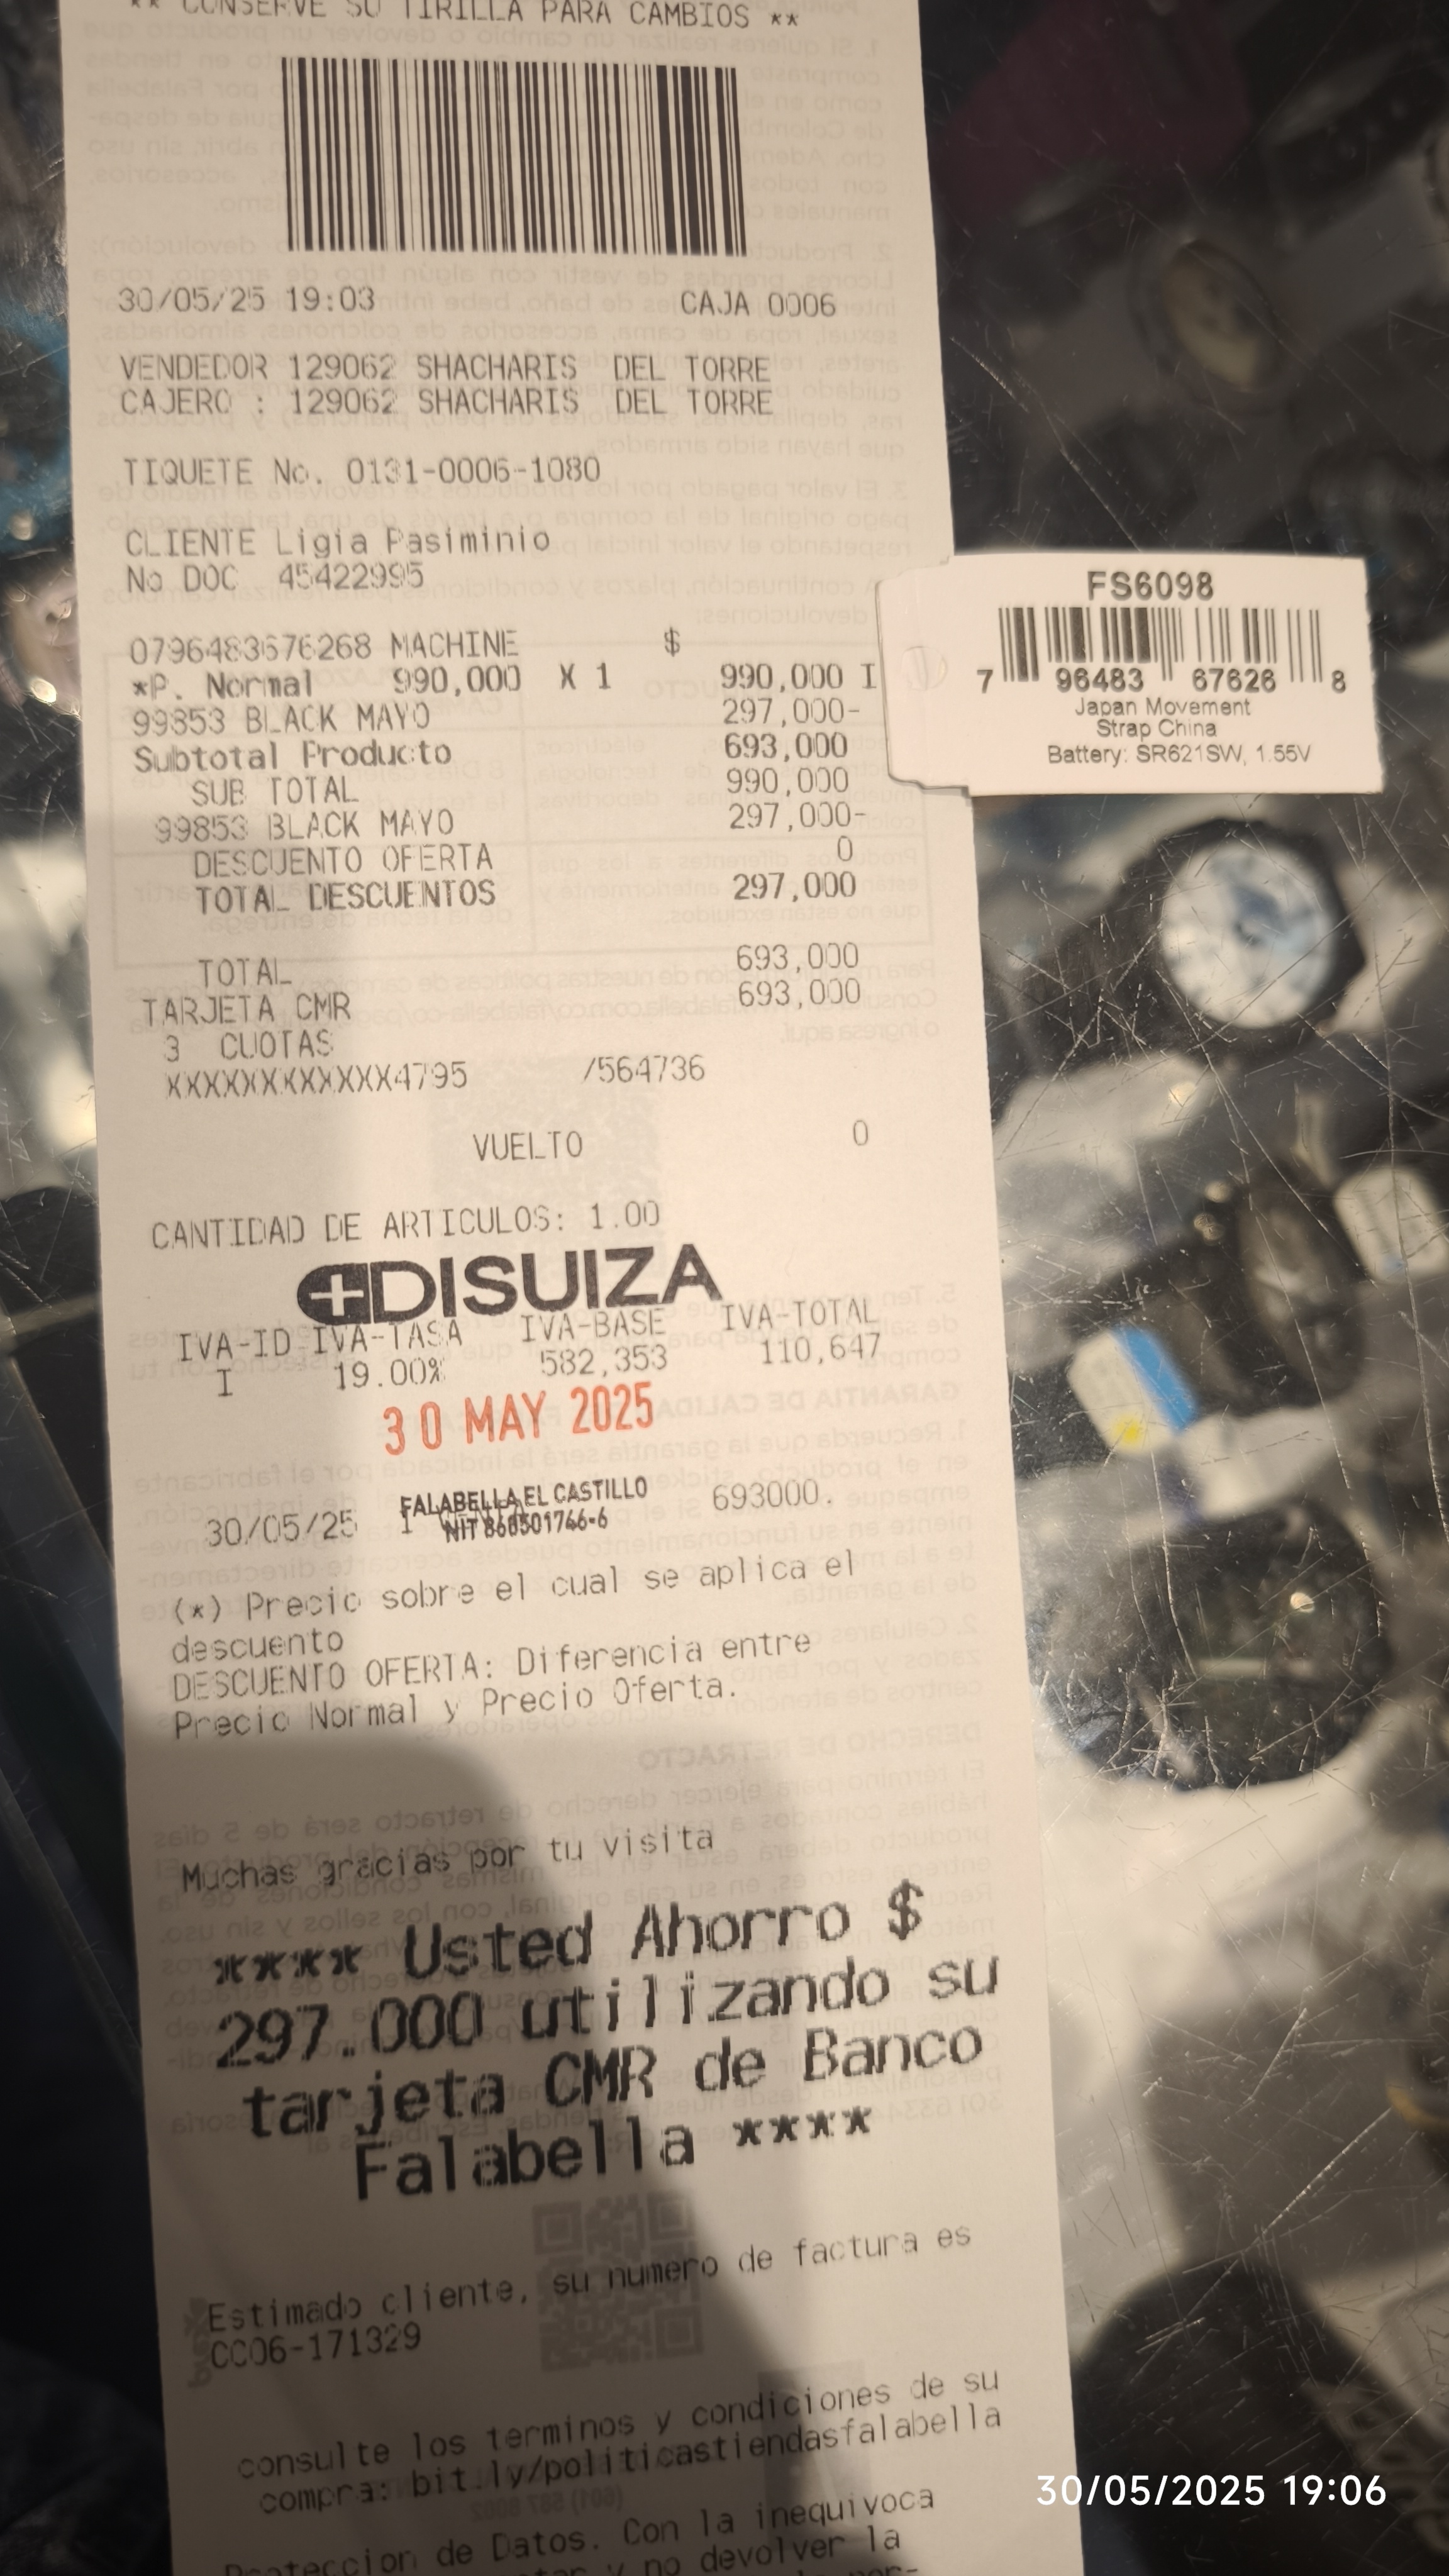 ** CONSERVE SU TIRILLA PARA CAMBIOS **
30/05/25 19:03 CAJA 0006
VENDEDOR 129062 SHACHARIS DEL TORRE
CAJERO : 129062 SHACHARIS DEL TORRE
TIQUETE No. 0131-0006-1080
CLIENTE Ligia Pasiminio
No DOC 45422995
0796483676268 MACHINE $
*P. Normal 990,000 X 1 990,000 I
99853 BLACK MAYO 297,000-
Subtotal Producto 693,000
SUB TOTAL 990,000
99853 BLACK MAYO 297,000-
DESCUENTO OFERTA 0
TOTAL DESCUENTOS 297,000
TOTAL 693,000
TARJETA CMR 693,000
3 CUOTAS
XXXXXXXXXXXX4795 /564736
VUELTO 0
CANTIDAD DE ARTICULOS: 1.00
DISUIZA
IVA-ID IVA-TASA IVA-BASE IVA-TOTAL
I 19.00% 582,353 110,647
30 MAY 2025
FALABELLA EL CASTILLO
NIT
30/05/25 693000.
(*) Precio sobre el cual se aplica el
descuento
DESCUENTO OFERTA: Diferencia entre
Precio Normal y Precio Oferta.
Muchas gracias por tu visita
**** Usted Ahorro $
297.000 utilizando su
tarjeta CMR de Banco
Falabella ****
Estimado cliente, su numero de factura es
CC06-171329
consulte los terminos y condiciones de su
compra: bit.ly/politicastiendasfalabella
Proteccion de Datos. Con la inequivoca
y no devolver la
FS6098
7 96483 67626 8
Japan Movement
Strap China
Battery: SR621SW, 1.55V
30/05/2025 19:06